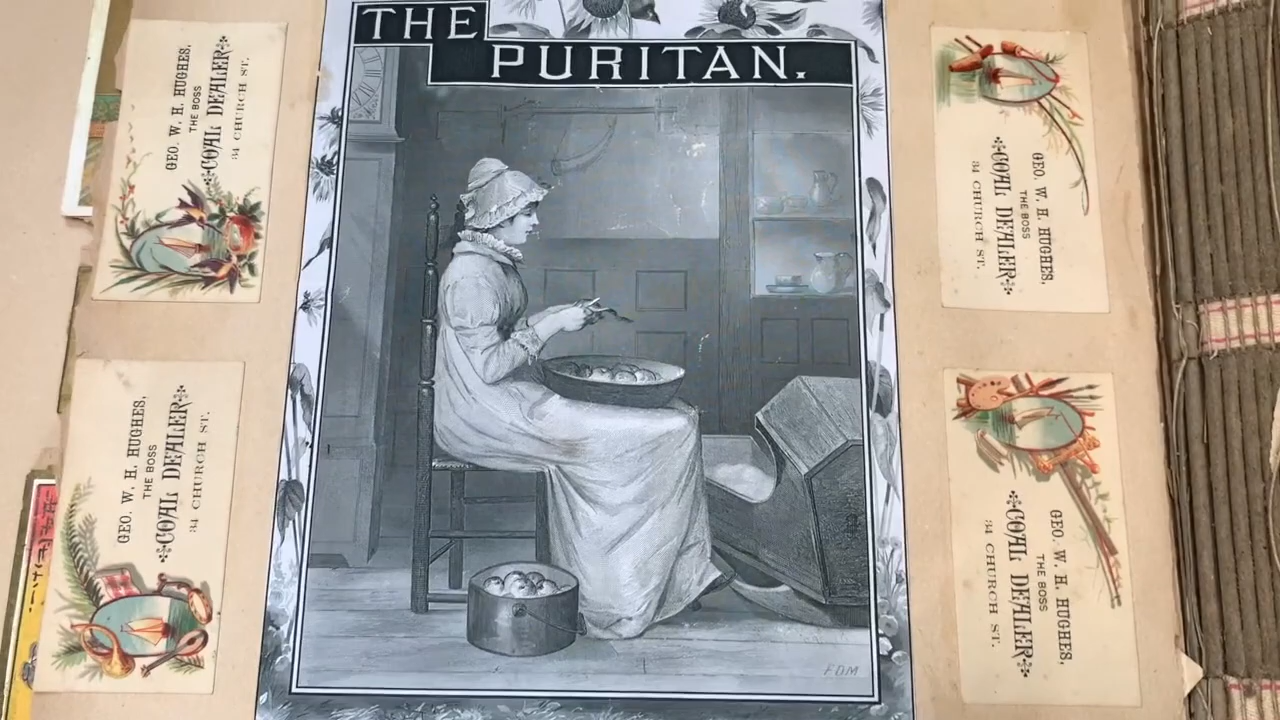 THE
PURITAN.
EDM
GEO. W. H. HUGHES,
THE BOSS
COAL DEALER
34 CHURCH ST.
GEO. W. H. HUGHES,
THE BOSS
COAL DEALER
34 CHURCH ST.
GEO. W. H. HUGHES,
THE BOSS
COAL DEALER
34 CHURCH ST.
GEO. W. H. HUGHES,
THE BOSS
COAL DEALER
34 CHURCH ST.